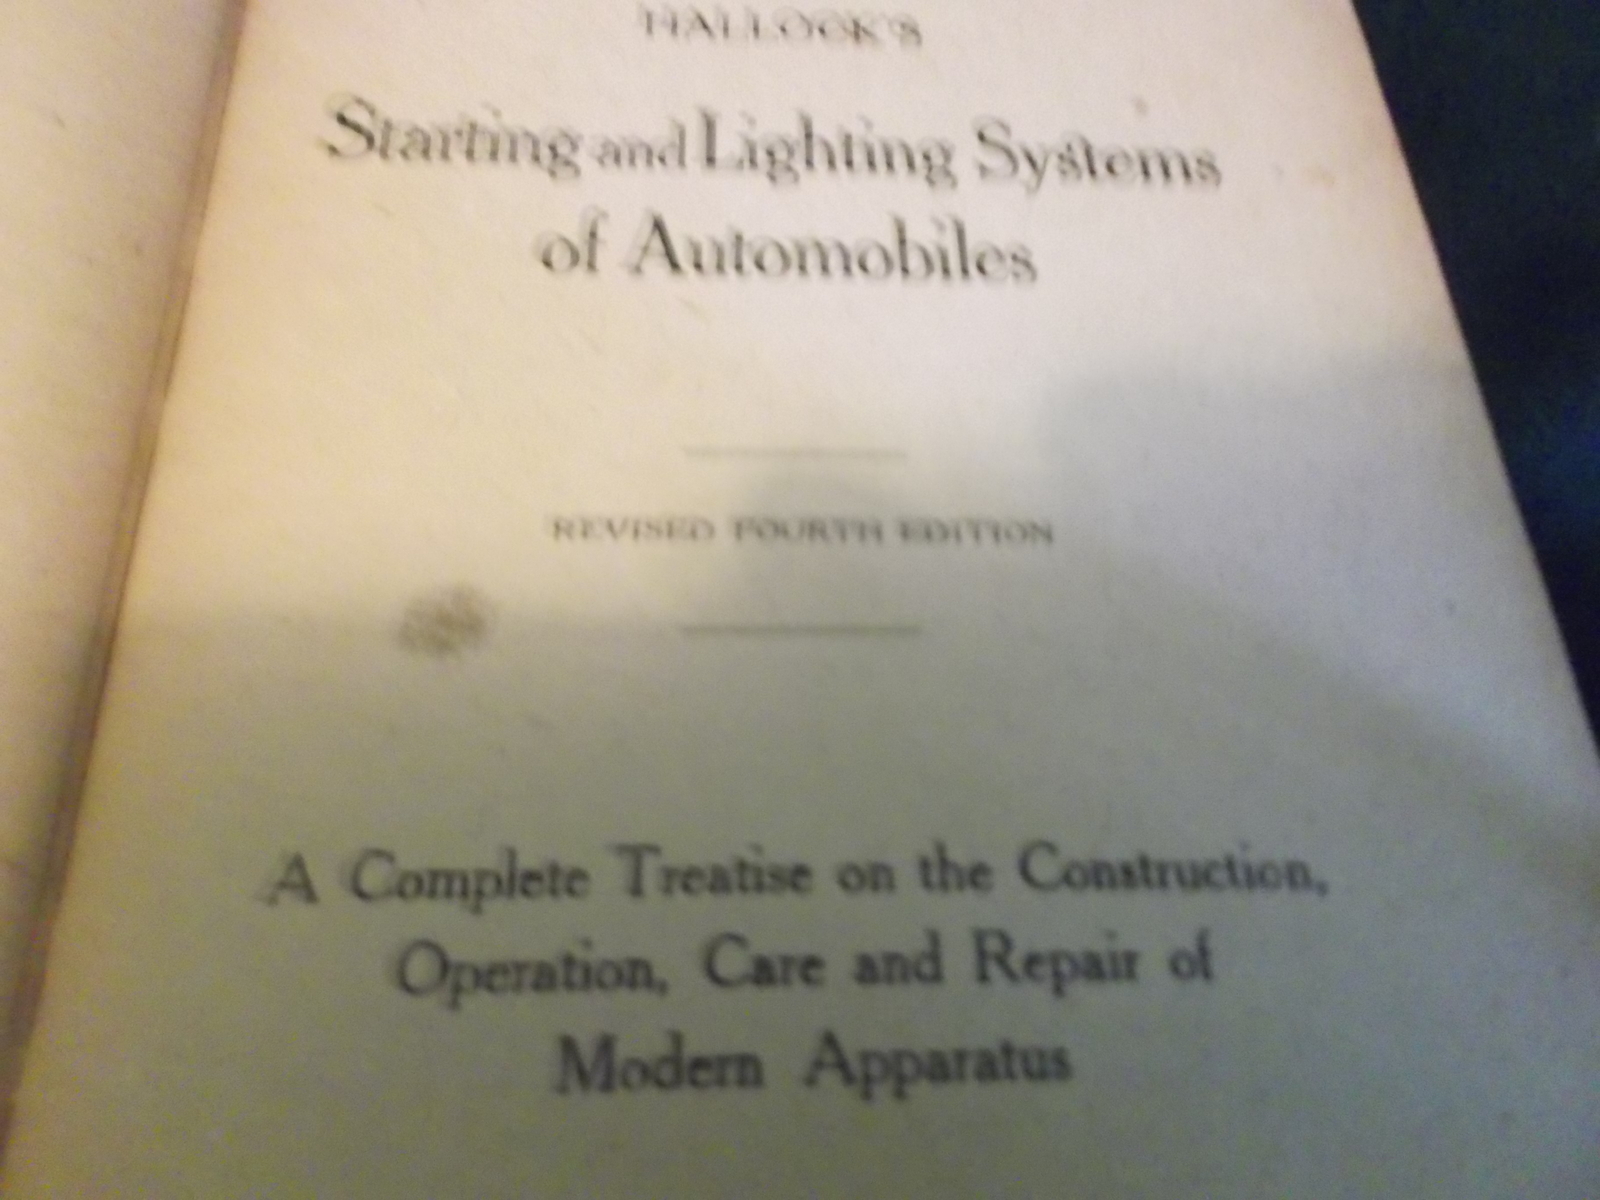 HALLOCK'S
Starting and Lighting Systems
of Automobiles
REVISED FOURTH EDITION
A Complete Treatise on the Construction,
Operation, Care and Repair of
Modern Apparatus